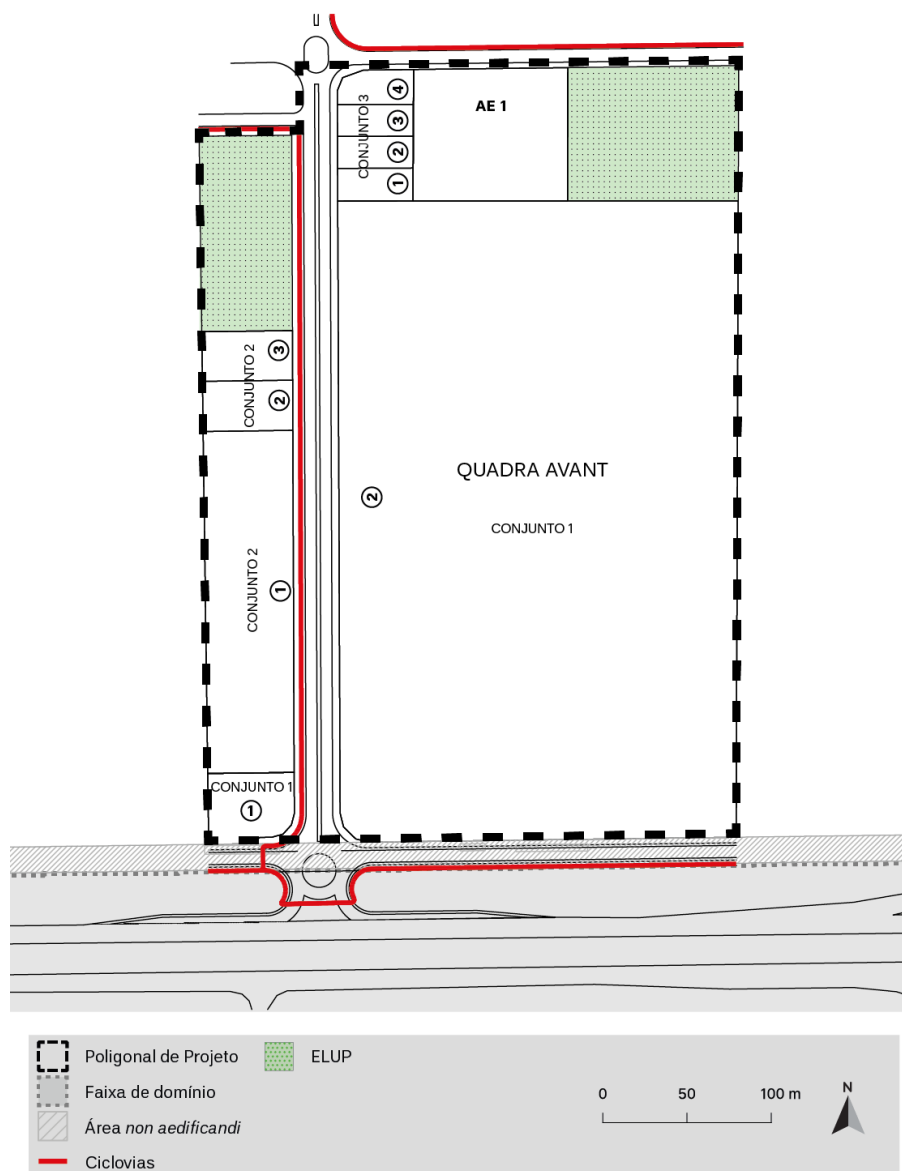 4
3
2
1
CONJUNTO 3
AE 1
3
2
CONJUNTO 2
QUADRA AVANT
2
CONJUNTO 1
CONJUNTO 2
1
CONJUNTO 1
1
Poligonal de Projeto
ELUP
Faixa de domínio
Área non aedificandi
Ciclovias
0 50 100 m
N